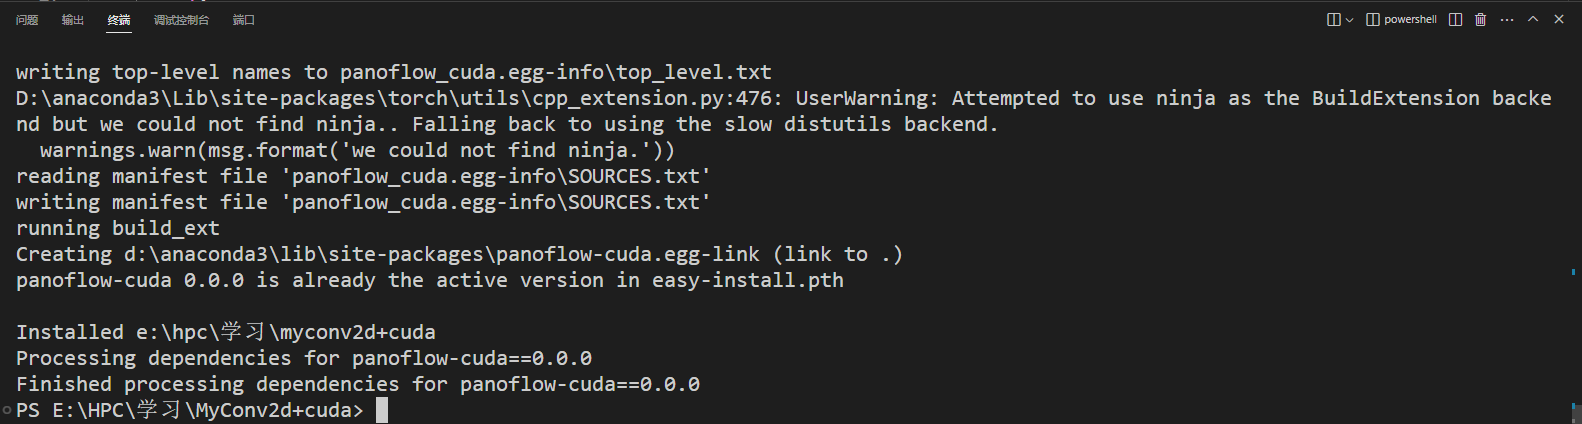 问题 输出 终端 调试控制台 端口 powershell
writing top-level names to panoflow_cuda.egg-info\top_level.txt
D:\anaconda3\Lib\site-packages\torch\utils\cpp_extension.py:476: UserWarning: Attempted to use ninja as the BuildExtension backe
nd but we could not find ninja.. Falling back to using the slow distutils backend.
  warnings.warn(msg.format('we could not find ninja.'))
reading manifest file 'panoflow_cuda.egg-info\SOURCES.txt'
writing manifest file 'panoflow_cuda.egg-info\SOURCES.txt'
running build_ext
Creating d:\anaconda3\lib\site-packages\panoflow-cuda.egg-link (link to .)
panoflow-cuda 0.0.0 is already the active version in easy-install.pth
Installed e:\hpc\学习\myconv2d+cuda
Processing dependencies for panoflow-cuda==0.0.0
Finished processing dependencies for panoflow-cuda==0.0.0
PS E:\HPC\学习\MyConv2d+cuda>